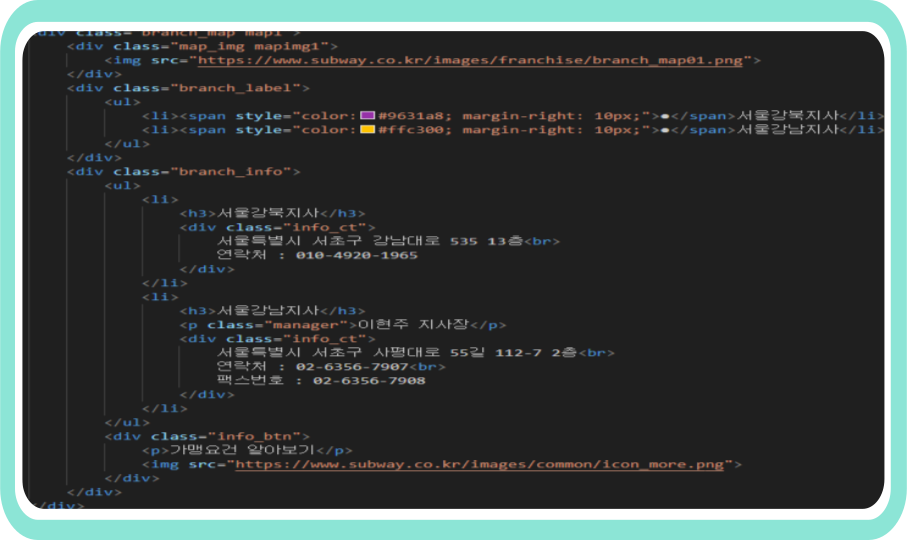 div class="branch_map map1">
<div class="map_img mapimg1">
<img src="https://www.subway.co.kr/images/franchise/branch_map01.png">
</div>
<div class="branch_label">
<ul>
<li><span style="color:#9631a8; margin-right: 10px;">●</span>서울강북지사</li>
<li><span style="color:#ffc300; margin-right: 10px;">●</span>서울강남지사</li>
</ul>
</div>
<div class="branch_info">
<ul>
<li>
<h3>서울강북지사</h3>
<div class="info_ct">
서울특별시 서초구 강남대로 535 13층<br>
연락처 : 010-4920-1965
</div>
</li>
<li>
<h3>서울강남지사</h3>
<p class="manager">이현주 지사장</p>
<div class="info_ct">
서울특별시 서초구 사평대로 55길 112-7 2층<br>
연락처 : 02-6356-7907<br>
팩스번호 : 02-6356-7908
</div>
</li>
</ul>
<div class="info_btn">
<p>가맹요건 알아보기</p>
<img src="https://www.subway.co.kr/images/common/icon_more.png">
</div>
</div>
</div>